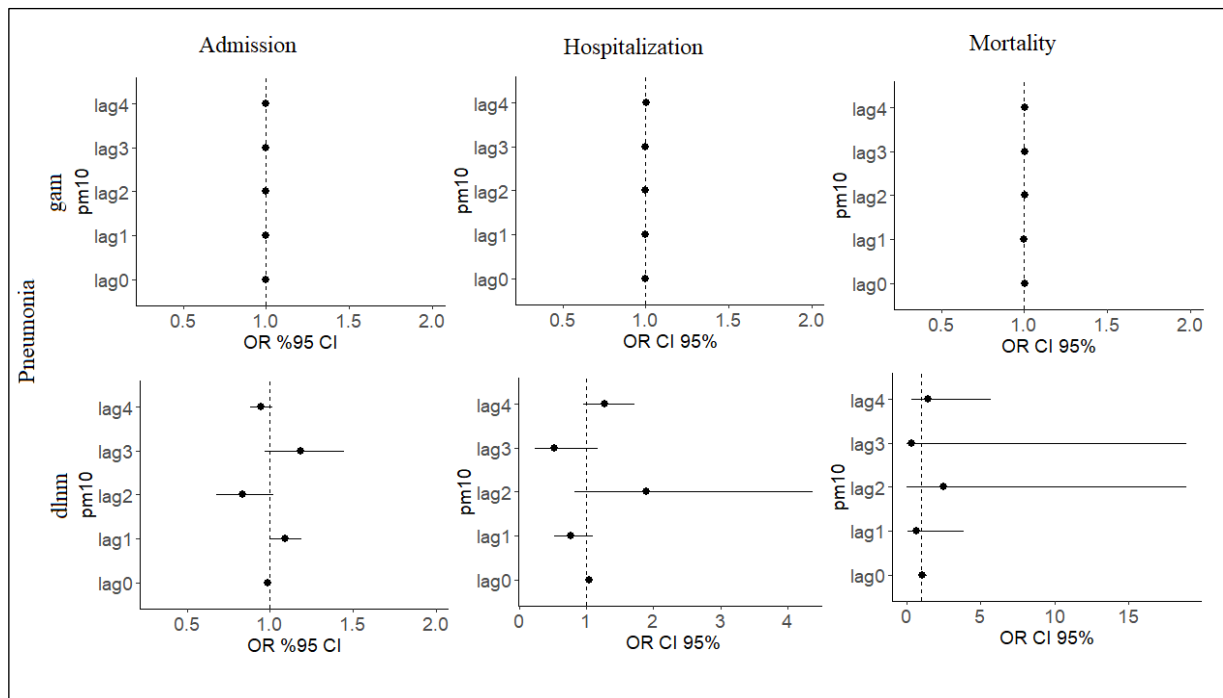 Admission
Hospitalization
Mortality
Pneumonia
gam
pm10
lag4
lag3
lag2
lag1
lag0
0.5 1.0 1.5 2.0
OR %95 CI
pm10
lag4
lag3
lag2
lag1
lag0
0.5 1.0 1.5 2.0
OR CI 95%
pm10
lag4
lag3
lag2
lag1
lag0
0.5 1.0 1.5 2.0
OR CI 95%
dlnm
pm10
lag4
lag3
lag2
lag1
lag0
0.5 1.0 1.5 2.0
OR %95 CI
pm10
lag4
lag3
lag2
lag1
lag0
0 1 2 3 4
OR CI 95%
pm10
lag4
lag3
lag2
lag1
lag0
0 5 10 15
OR CI 95%